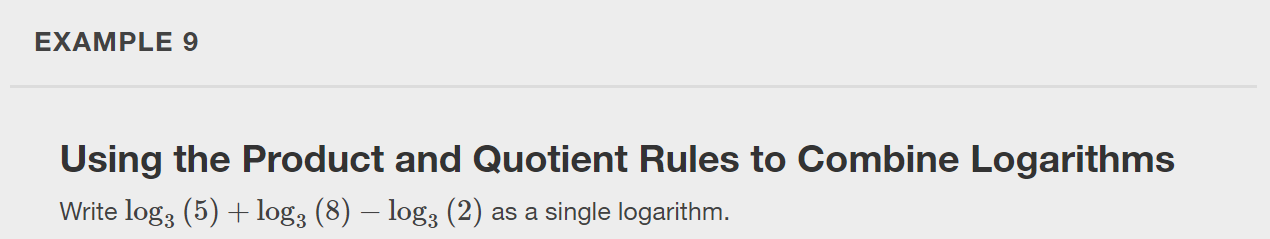 EXAMPLE 9
Using the Product and Quotient Rules to Combine Logarithms
Write log₃ (5) + log₃ (8) − log₃ (2) as a single logarithm.